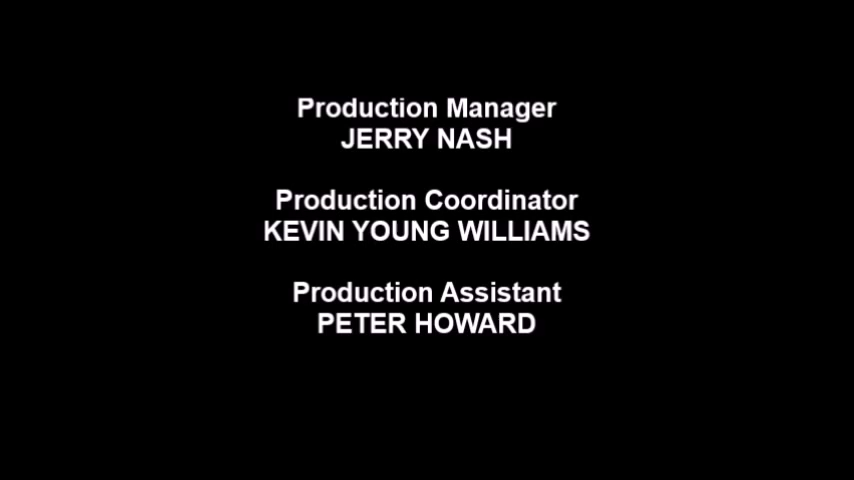 Production Manager
JERRY NASH
Production Coordinator
KEVIN YOUNG WILLIAMS
Production Assistant
PETER HOWARD